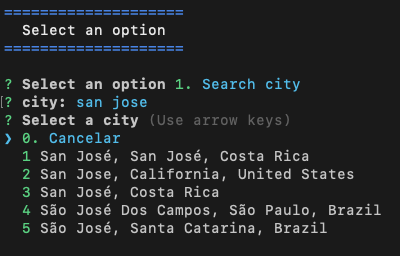 ====================
Select an option
====================
? Select an option 1. Search city
? city: san jose
? Select a city (Use arrow keys)
❯ 0. Cancelar
1 San José, San José, Costa Rica
2 San Jose, California, United States
3 San José, Costa Rica
4 São José Dos Campos, São Paulo, Brazil
5 São José, Santa Catarina, Brazil